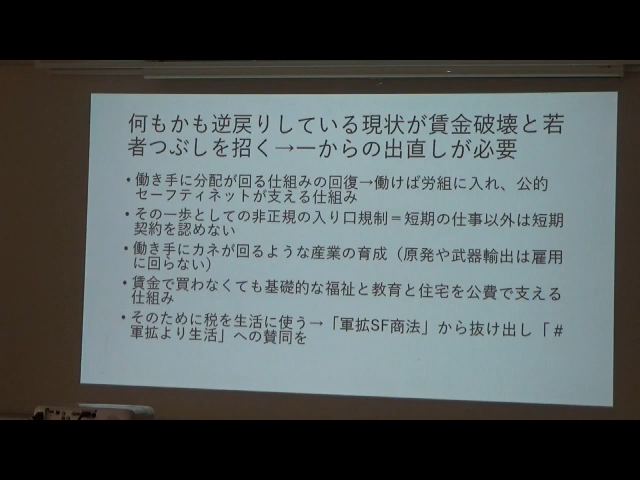 何もかも逆戻りしている現状が賃金破壊と若
者つぶしを招く→一からの出直しが必要
・働き手に分配が回る仕組みの回復→働けば労組に入れ、公的
セーフティネットが支える仕組み
・その一歩としての非正規の入り口規制＝短期の仕事以外は短期
契約を認めない
・働き手にカネが回るような産業の育成（原発や武器輸出は雇用
に回らない）
・賃金で買わなくても基礎的な福祉と教育と住宅を公費で支える
仕組み
・そのために税を生活に使う→「軍拡SF商法」から抜け出し「＃
軍拡より生活」への賛同を